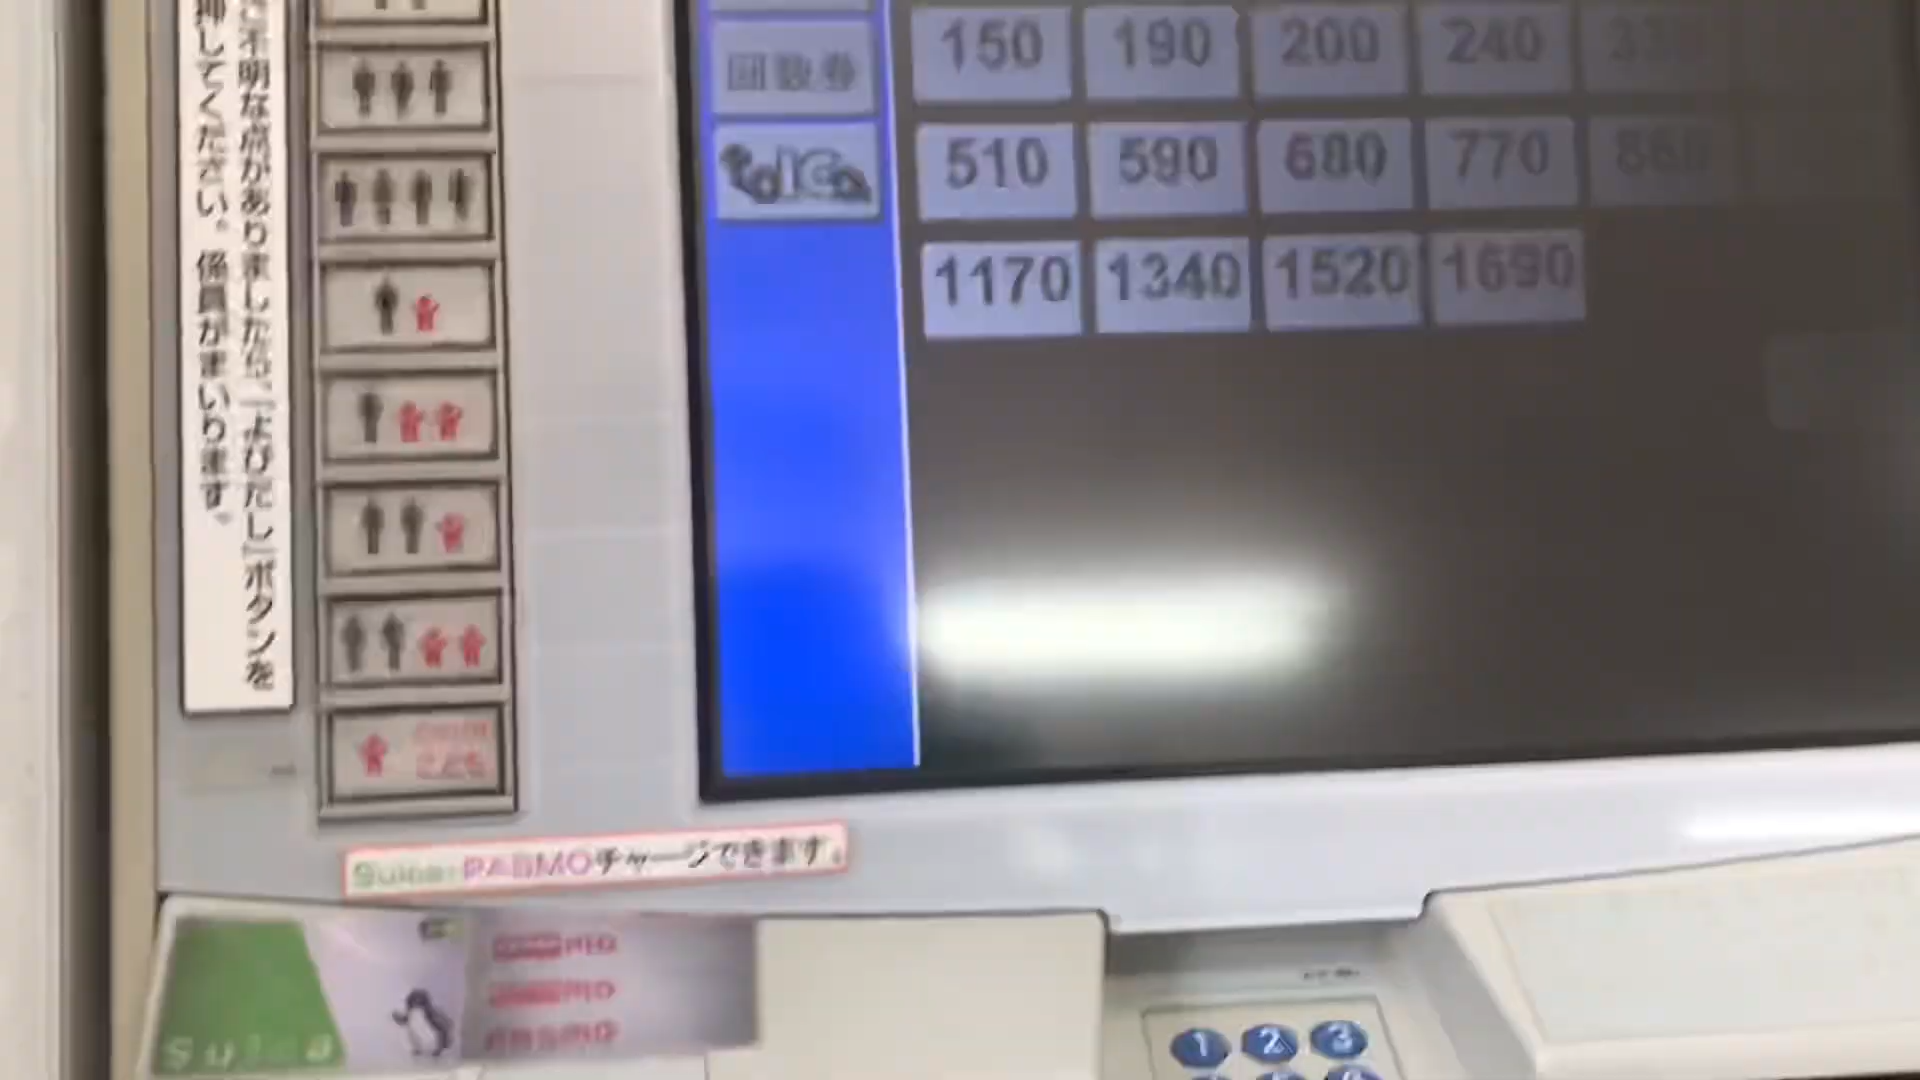 不明な点がありましたら、「よびだし」ボタンを
押してください。係員がまいります。
回数券
150 190 200 240
510 590 680 770 860
1170 1340 1520 1690
Suica・PASMOチャージできます。
Suica
PASMO
1 2 3